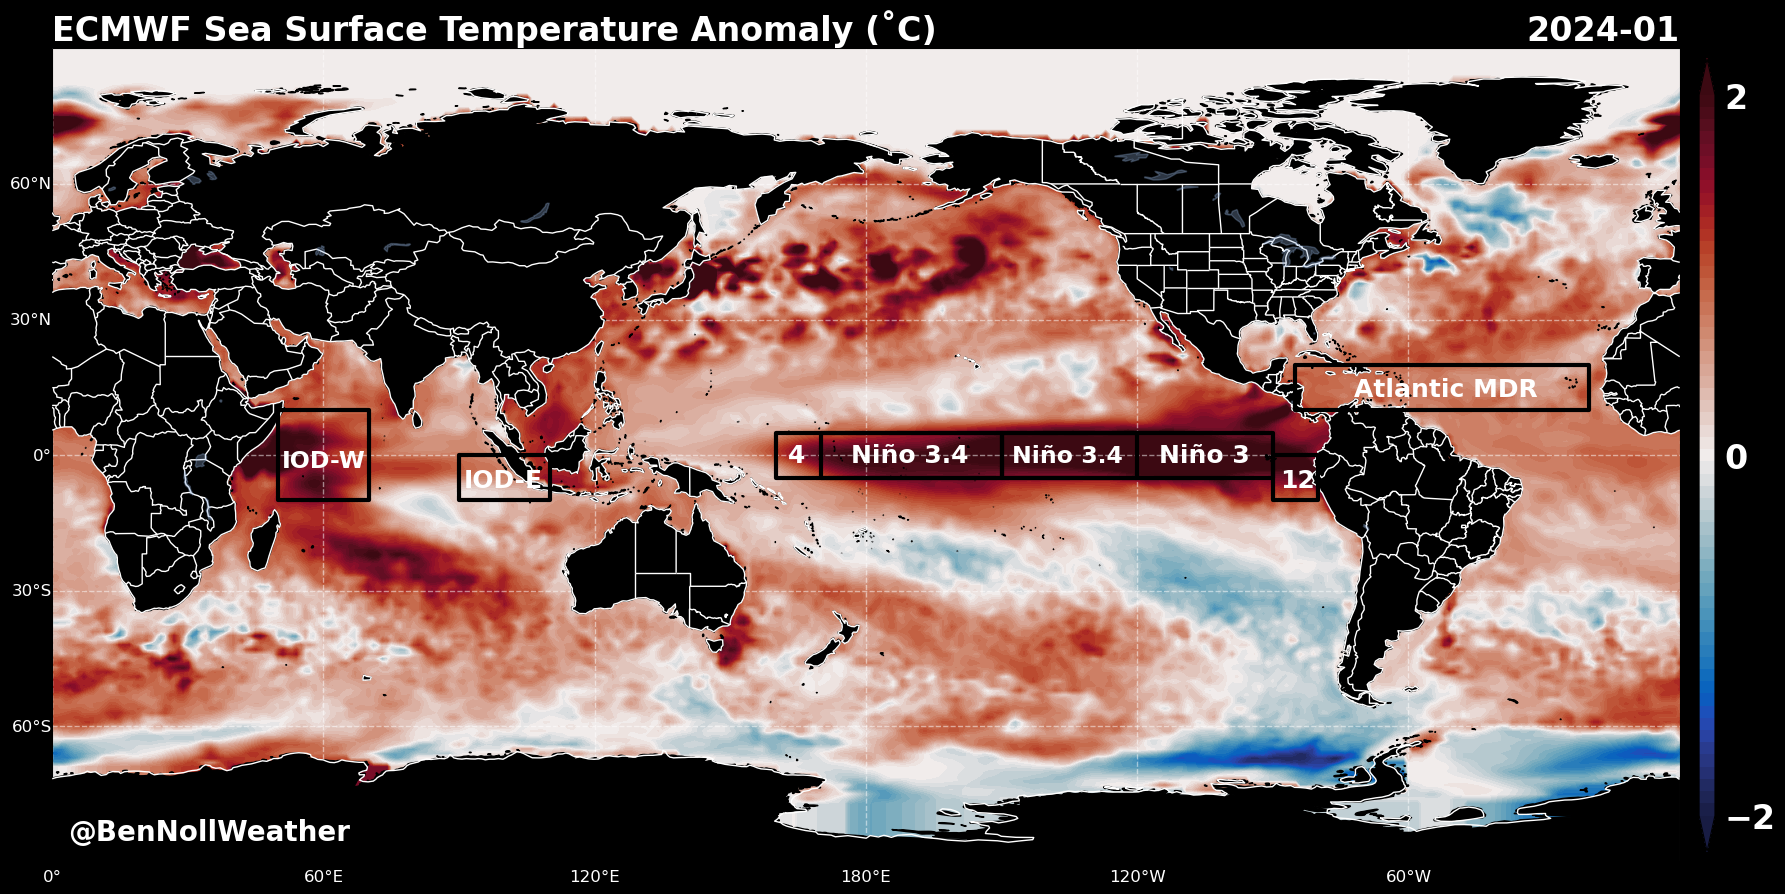 ECMWF Sea Surface Temperature Anomaly (˚C) 2024-01
2
60°N
30°N
Atlantic MDR
0°
IOD-W
IOD-E
4
Niño 3.4
Niño 3.4
Niño 3
12
0
30°S
60°S
@BenNollWeather
−2
0° 60°E 120°E 180°E 120°W 60°W